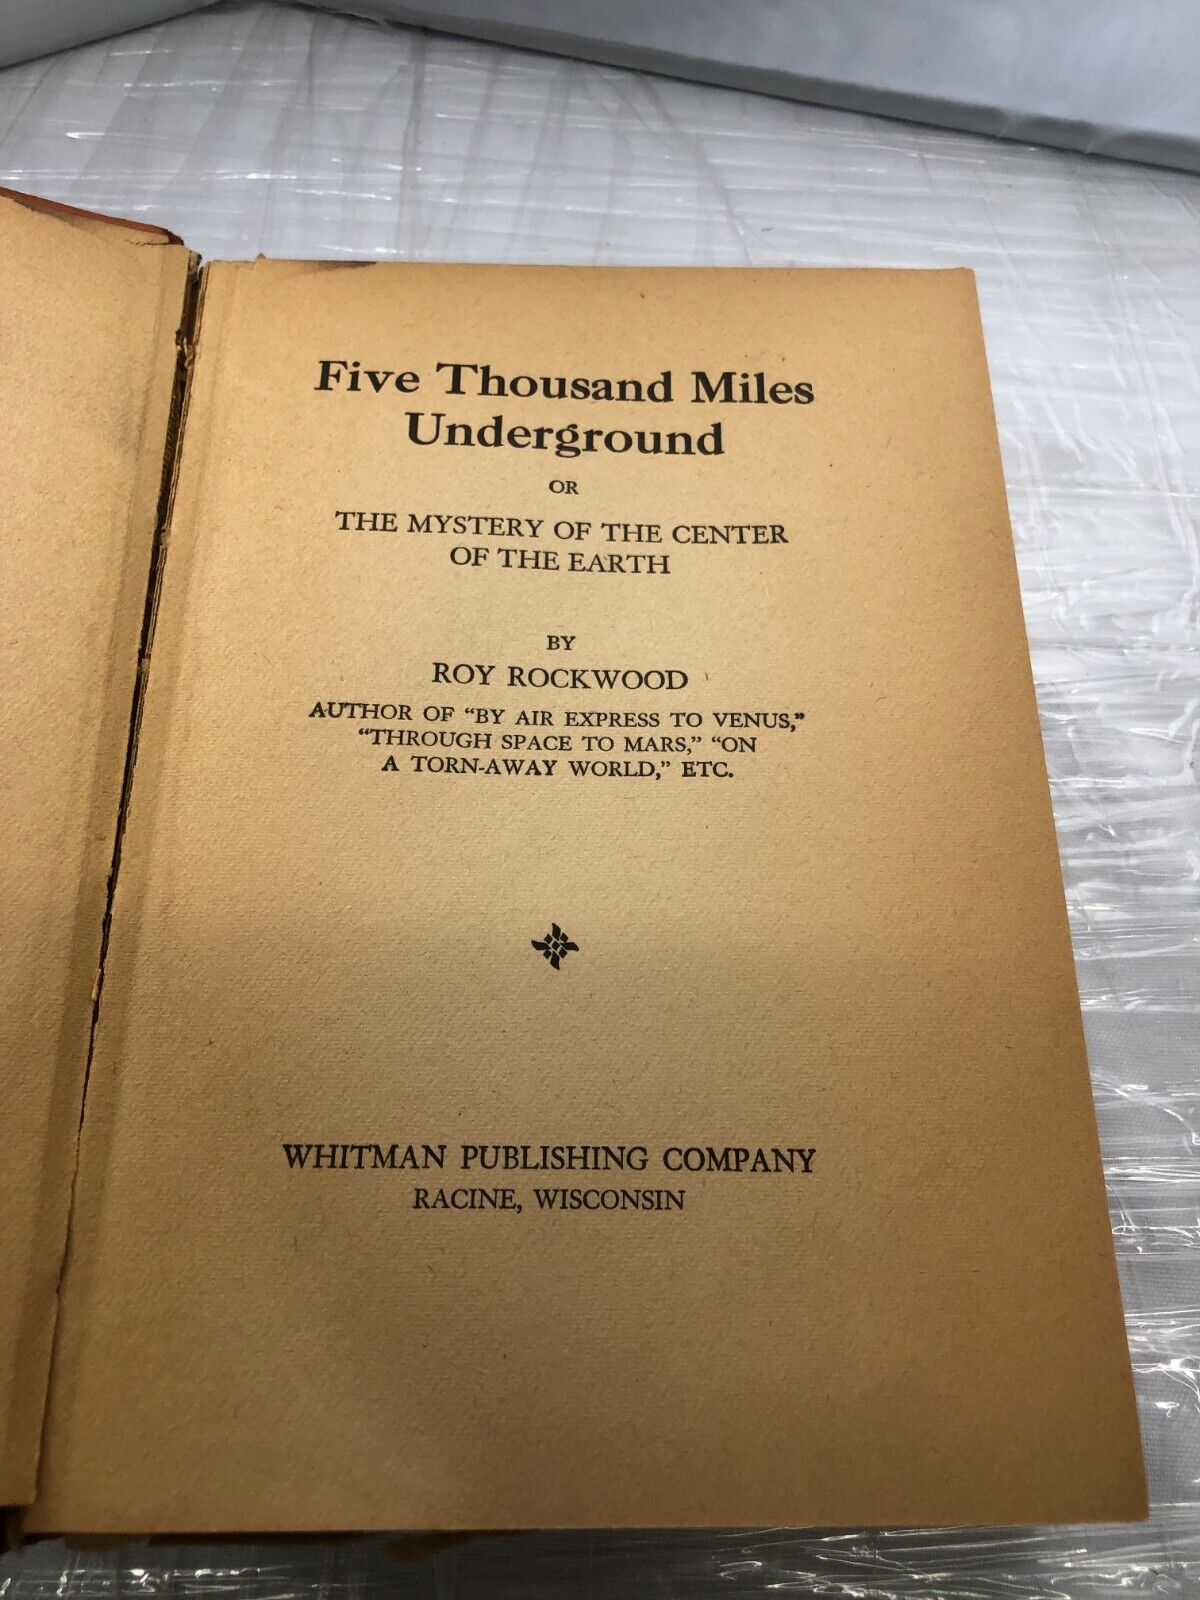 Five Thousand Miles
Underground
OR
THE MYSTERY OF THE CENTER
OF THE EARTH
BY
ROY ROCKWOOD
AUTHOR OF “BY AIR EXPRESS TO VENUS,”
“THROUGH SPACE TO MARS,” “ON
A TORN-AWAY WORLD,” ETC.
WHITMAN PUBLISHING COMPANY
RACINE, WISCONSIN